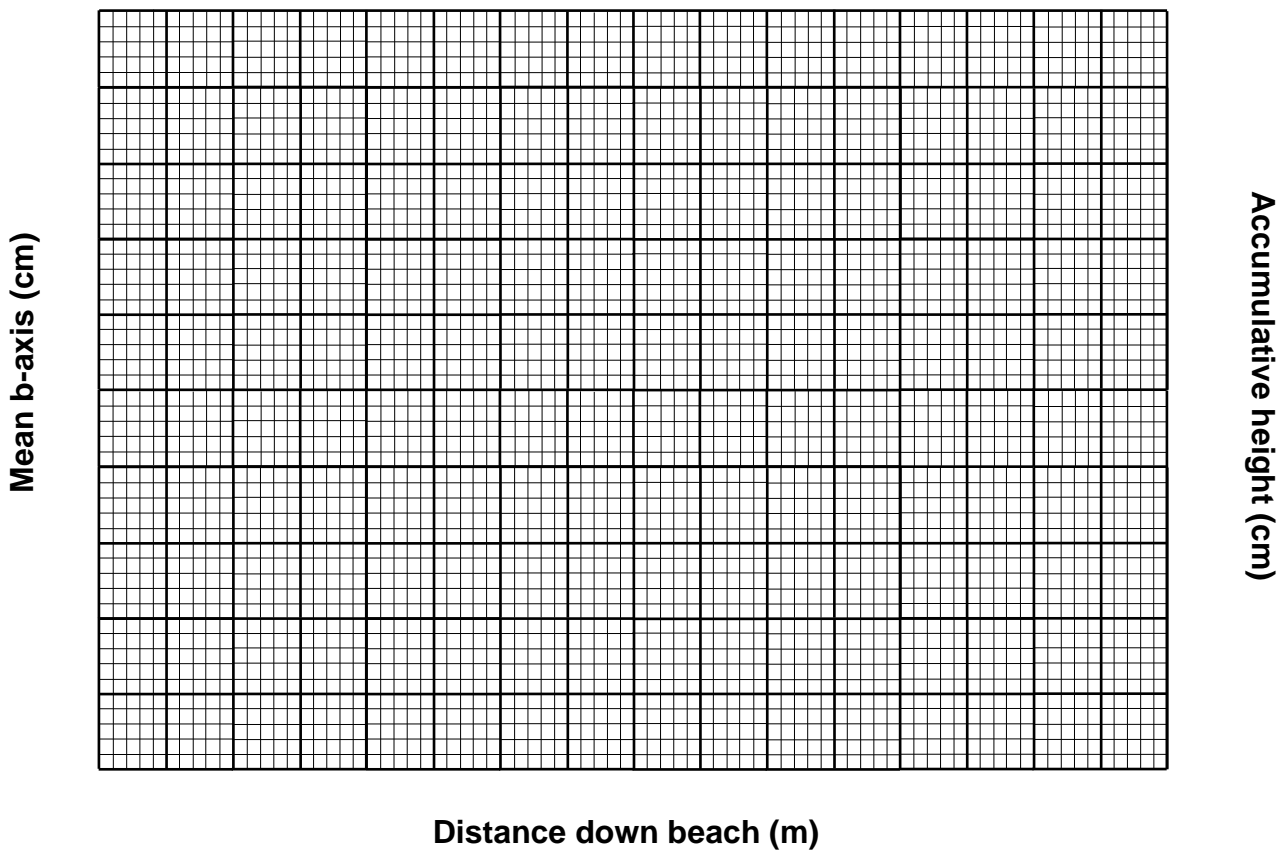 Mean b-axis (cm)
Accumulative height (cm)
Distance down beach (m)